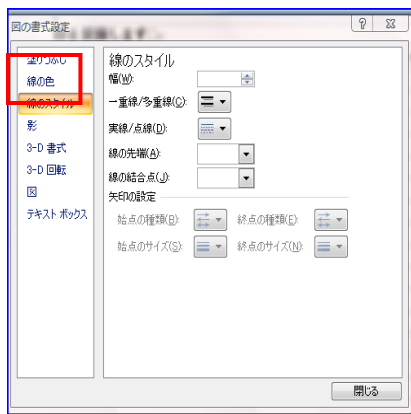 図の書式設定
塗りつぶし
線の色
線のスタイル
影
3-D 書式
3-D 回転
図
テキスト ボックス
線のスタイル
幅(W):
一重線/多重線(C):
実線/点線(D):
線の先端(A):
線の結合点(J):
矢印の設定
始点の種類(B): 終点の種類(E):
始点のサイズ(S): 終点のサイズ(N):
閉じる